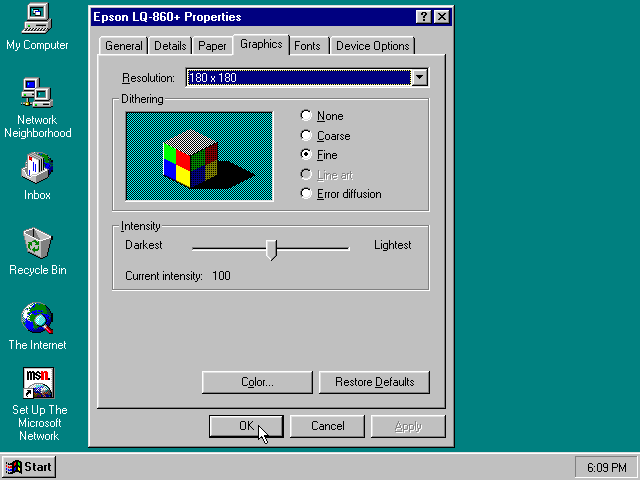 My Computer
Network
Neighborhood
Inbox
Recycle Bin
The Internet
msn.
Set Up The
Microsoft
Network
Epson LQ-860+ Properties
General
Details
Paper
Graphics
Fonts
Device Options
Resolution:
180 x 180
Dithering
None
Coarse
Fine
Line art
Error diffusion
Intensity
Darkest
Lightest
Current intensity: 100
Color...
Restore Defaults
OK
Cancel
Apply
Start
6:09 PM